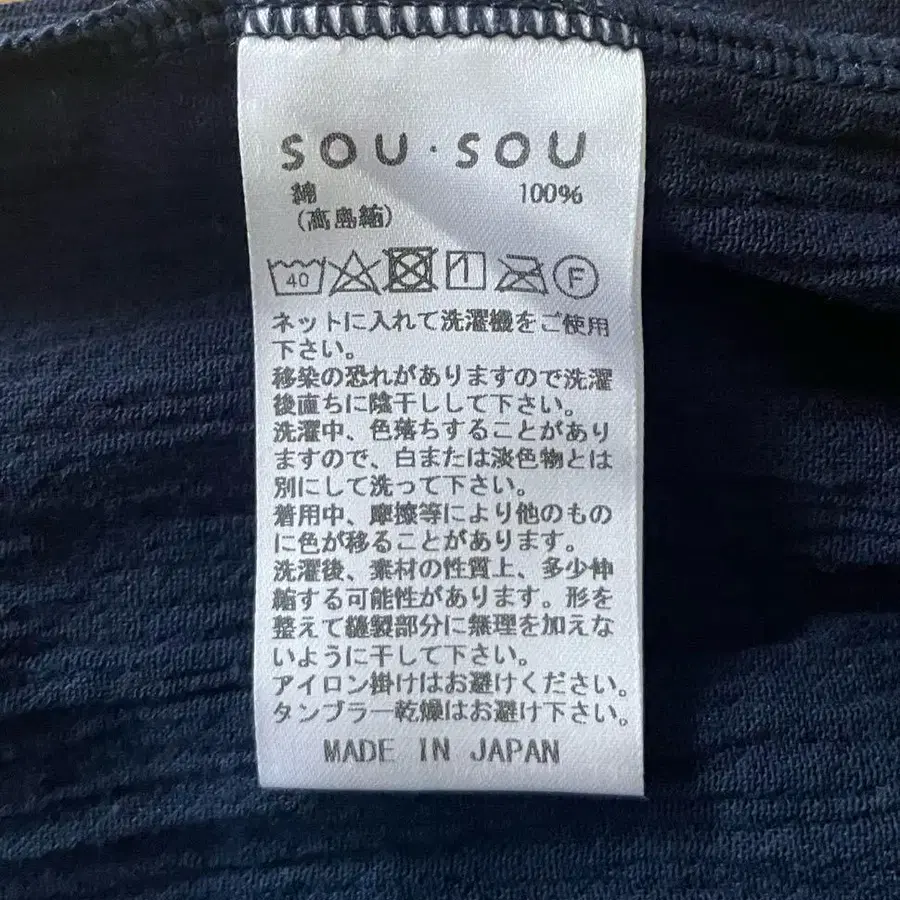 SOU・SOU
綿 100%
(高島縮)
40
F
ネットに入れて洗濯機をご使用
下さい。
移染の恐れがありますので洗濯
後直ちに陰干しして下さい。
洗濯中、色落ちすることがあり
ますので、白または淡色物とは
別にして洗って下さい。
着用中、摩擦等により他のもの
に色が移ることがあります。
洗濯後、素材の性質上、多少伸
縮する可能性があります。形を
整えて縫製部分に無理を加えな
いように干して下さい。
アイロン掛けはお避けください。
タンブラー乾燥はお避け下さい。
MADE IN JAPAN